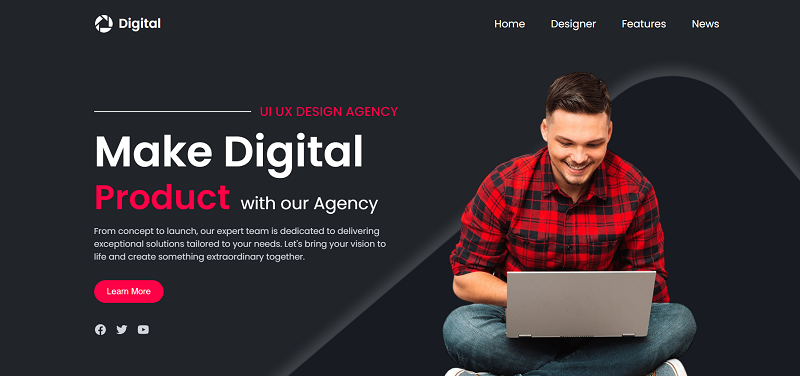 Digital
Home Designer Features News
UI UX DESIGN AGENCY
Make Digital
Product with our Agency
From concept to launch, our expert team is dedicated to delivering
exceptional solutions tailored to your needs. Let's bring your vision to
life and create something extraordinary together.
Learn More